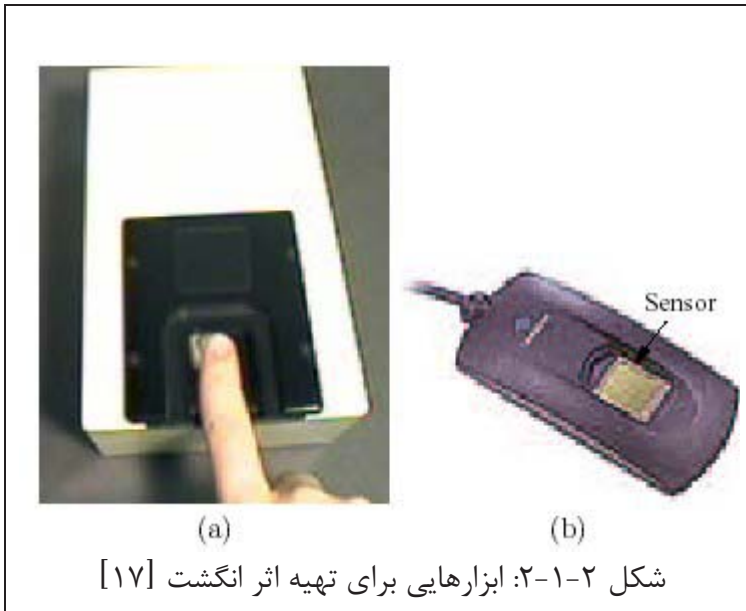 Sensor
(a) (b)
شکل ۲-۱-۲: ابزارهایی برای تهیه اثر انگشت [۱۷]